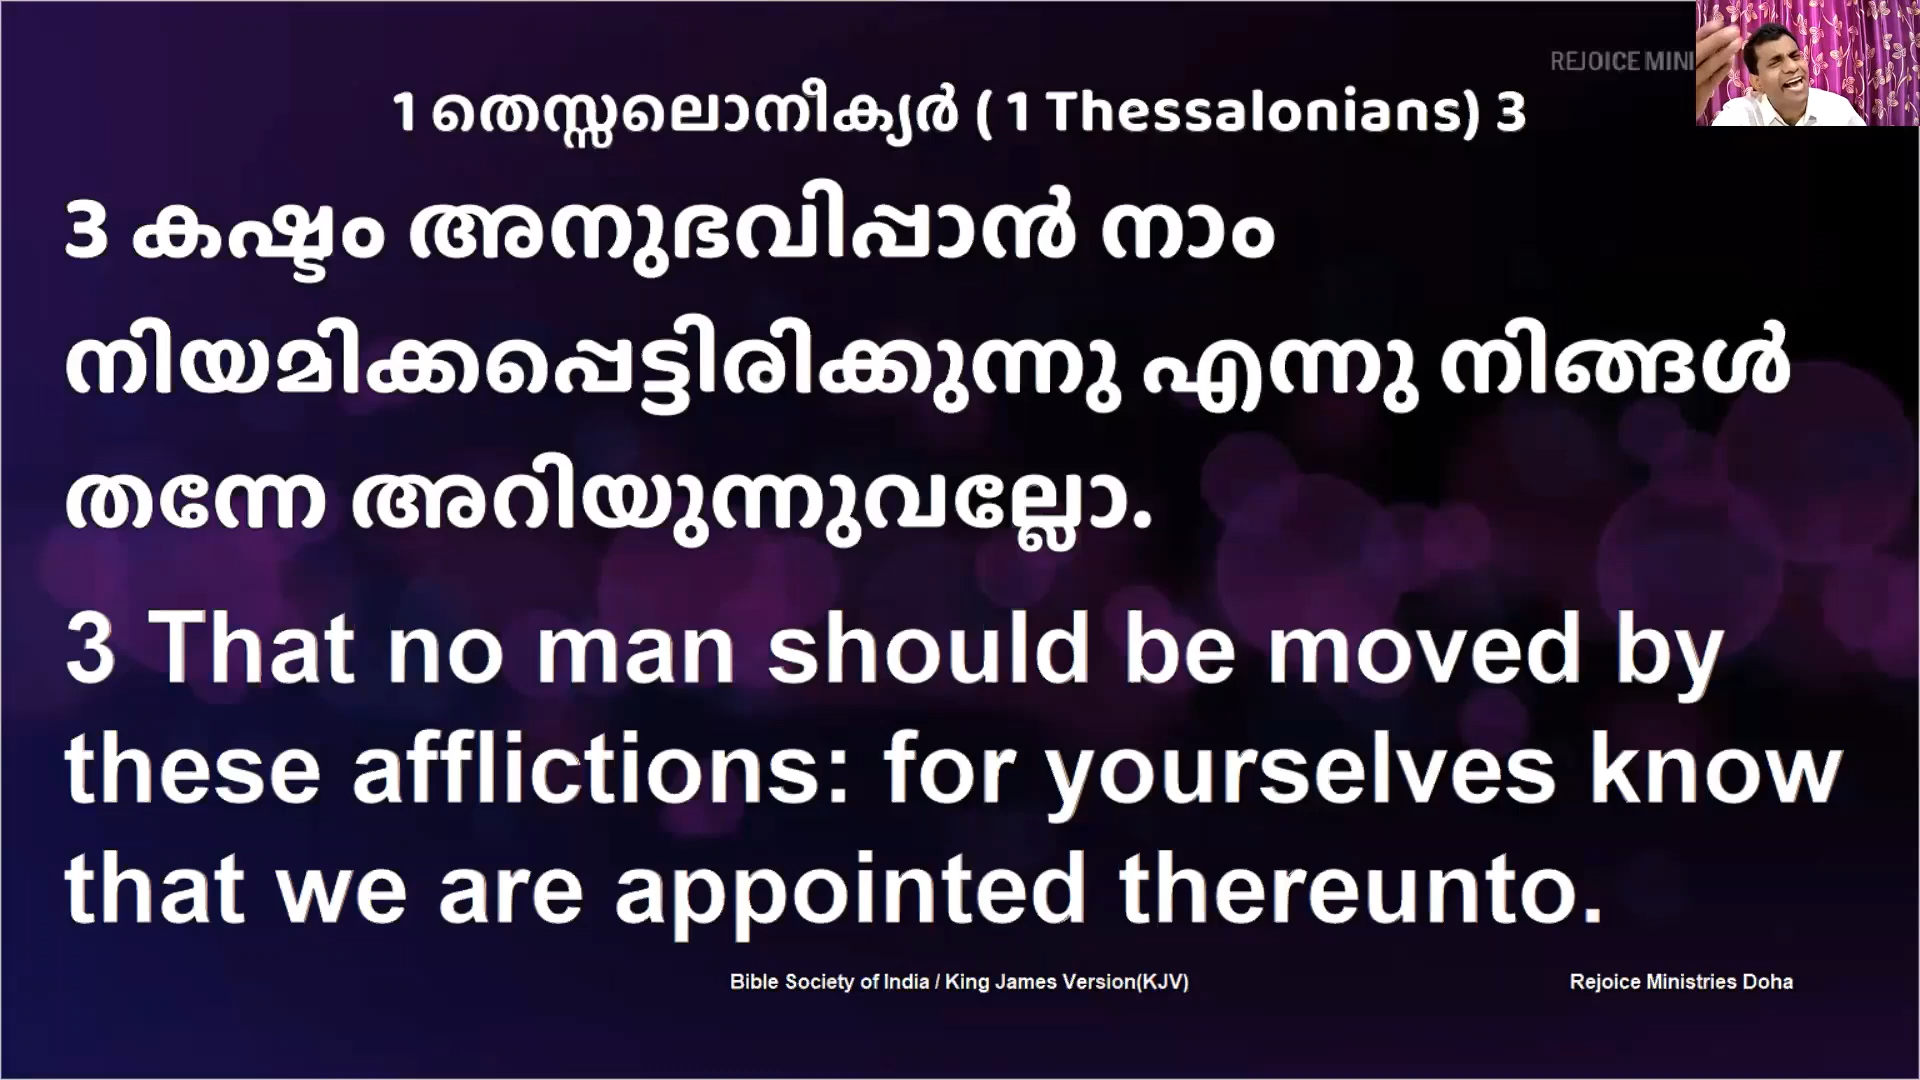 REJOICE MINI
1 തെസ്സലൊനീക്യർ ( 1 Thessalonians) 3
3 കഷ്ടം അനുഭവിപ്പാൻ നാം
നിയമിക്കപ്പെട്ടിരിക്കുന്നു എന്നു നിങ്ങൾ
തന്നേ അറിയുന്നുവല്ലോ.
3 That no man should be moved by
these afflictions: for yourselves know
that we are appointed thereunto.
Bible Society of India / King James Version(KJV)
Rejoice Ministries Doha